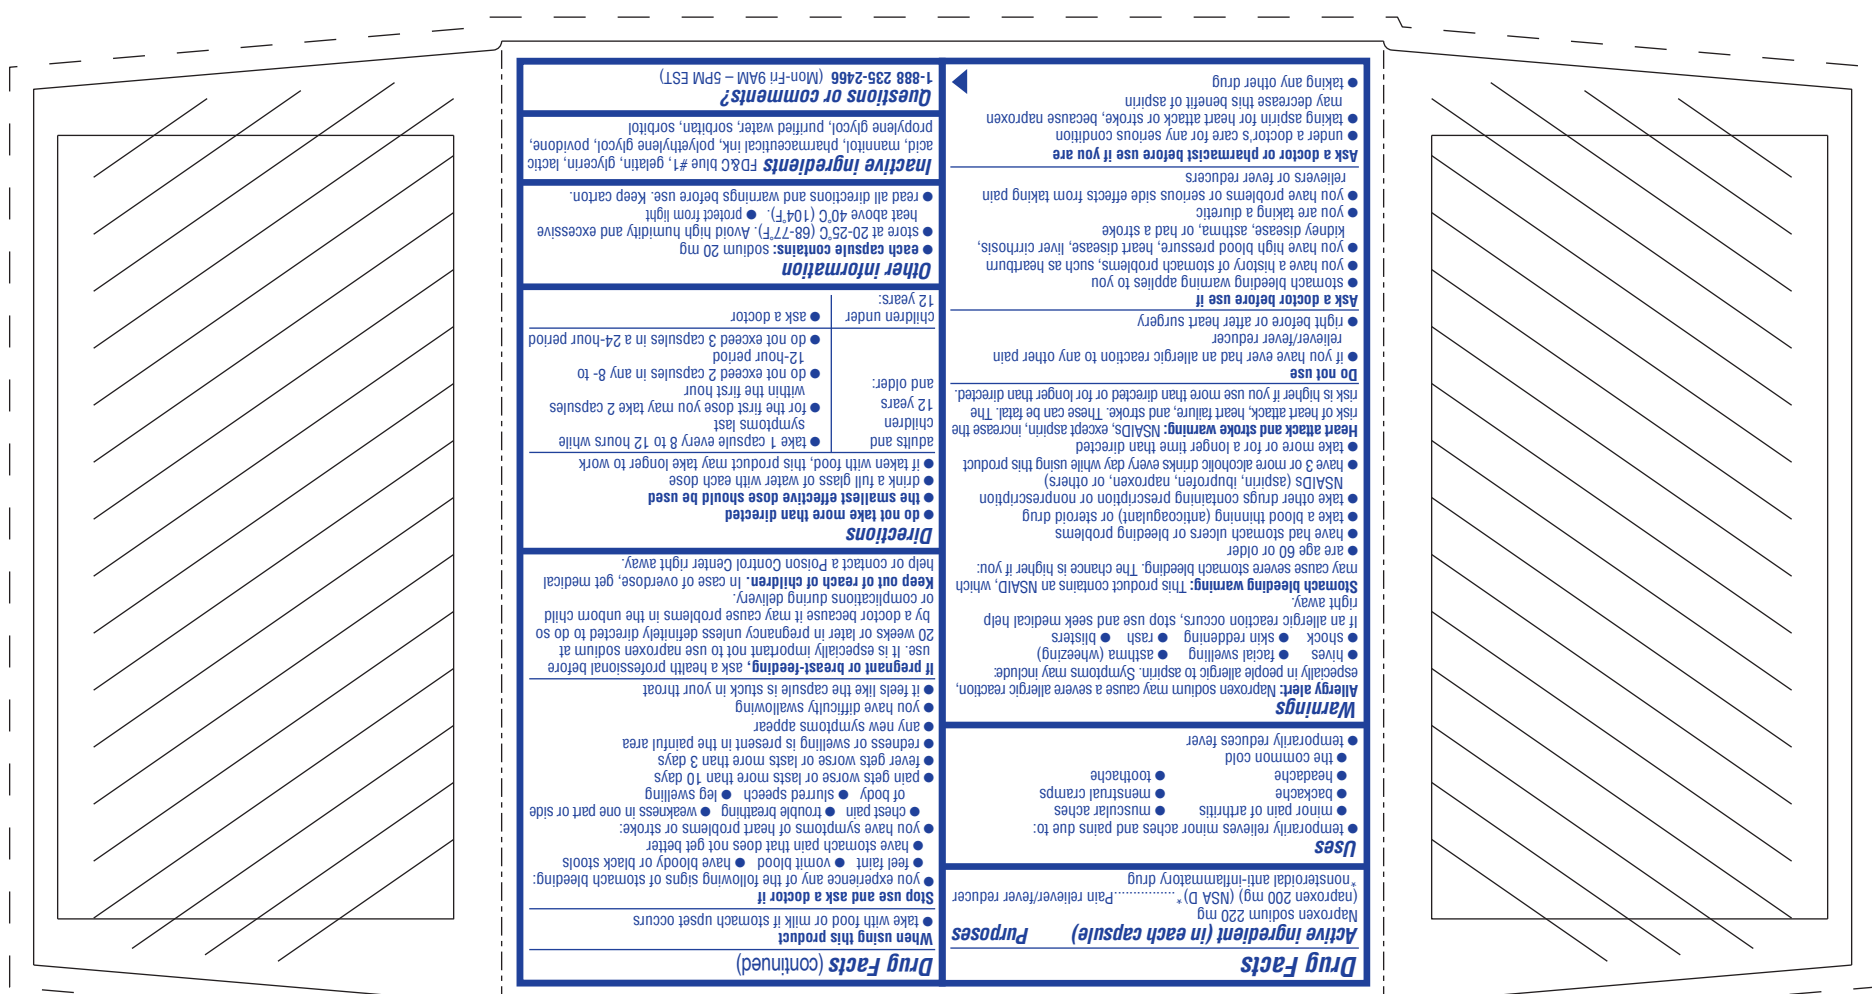 Drug Facts
Active ingredient (in each capsule) Purposes
Naproxen sodium 220 mg
(naproxen 200 mg) (NSA D)*................Pain reliever/fever reducer
*nonsteroidal anti-inflammatory drug
Uses
● temporarily relieves minor aches and pains due to:
● minor pain of arthritis ● muscular aches
● backache ● menstrual cramps
● headache ● toothache
● the common cold
● temporarily reduces fever
Warnings
Allergy alert: Naproxen sodium may cause a severe allergic reaction,
especially in people allergic to aspirin. Symptoms may include:
● hives ● facial swelling ● asthma (wheezing)
● shock ● skin reddening ● rash ● blisters
If an allergic reaction occurs, stop use and seek medical help
right away.
Stomach bleeding warning: This product contains an NSAID, which
may cause severe stomach bleeding. The chance is higher if you:
● are age 60 or older
● have had stomach ulcers or bleeding problems
● take a blood thinning (anticoagulant) or steroid drug
● take other drugs containing prescription or nonprescription
NSAIDs (aspirin, ibuprofen, naproxen, or others)
● have 3 or more alcoholic drinks every day while using this product
● take more or for a longer time than directed
Heart attack and stroke warning: NSAIDs, except aspirin, increase the
risk of heart attack, heart failure, and stroke. These can be fatal. The
risk is higher if you use more than directed or for longer than directed.
Do not use
● if you have ever had an allergic reaction to any other pain
reliever/fever reducer
● right before or after heart surgery
Ask a doctor before use if
● stomach bleeding warning applies to you
● you have a history of stomach problems, such as heartburn
● you have high blood pressure, heart disease, liver cirrhosis,
kidney disease, asthma, or had a stroke
● you are taking a diuretic
● you have problems or serious side effects from taking pain
relievers or fever reducers
Ask a doctor or pharmacist before use if you are
● under a doctor's care for any serious condition
● taking aspirin for heart attack or stroke, because naproxen
may decrease this benefit of aspirin
● taking any other drug
Drug Facts (continued)
When using this product
● take with food or milk if stomach upset occurs
Stop use and ask a doctor if
● you experience any of the following signs of stomach bleeding:
● feel faint ● vomit blood ● have bloody or black stools
● have stomach pain that does not get better
● you have symptoms of heart problems or stroke:
● chest pain ● trouble breathing ● weakness in one part or side
of body ● slurred speech ● leg swelling
● pain gets worse or lasts more than 10 days
● fever gets worse or lasts more than 3 days
● redness or swelling is present in the painful area
● any new symptoms appear
● you have difficulty swallowing
● it feels like the capsule is stuck in your throat
If pregnant or breast-feeding, ask a health professional before
use. It is especially important not to use naproxen sodium at
20 weeks or later in pregnancy unless definitely directed to do so
by a doctor because it may cause problems in the unborn child
or complications during delivery.
Keep out of reach of children. In case of overdose, get medical
help or contact a Poison Control Center right away.
Directions
● do not take more than directed
● the smallest effective dose should be used
● drink a full glass of water with each dose
● if taken with food, this product may take longer to work
adults and
children
12 years
and older:
● take 1 capsule every 8 to 12 hours while
symptoms last
● for the first dose you may take 2 capsules
within the first hour
● do not exceed 2 capsules in any 8- to
12-hour period
● do not exceed 3 capsules in a 24-hour period
children under
12 years:
● ask a doctor
Other information
● each capsule contains: sodium 20 mg
● store at 20-25°C (68-77°F). Avoid high humidity and excessive
heat above 40°C (104°F). ● protect from light
● read all directions and warnings before use. Keep carton.
Inactive ingredients FD&C blue #1, gelatin, glycerin, lactic
acid, mannitol, pharmaceutical ink, polyethylene glycol, povidone,
propylene glycol, purified water, sorbitan, sorbitol
Questions or comments?
1-888 235-2466 (Mon-Fri 9AM – 5PM EST)